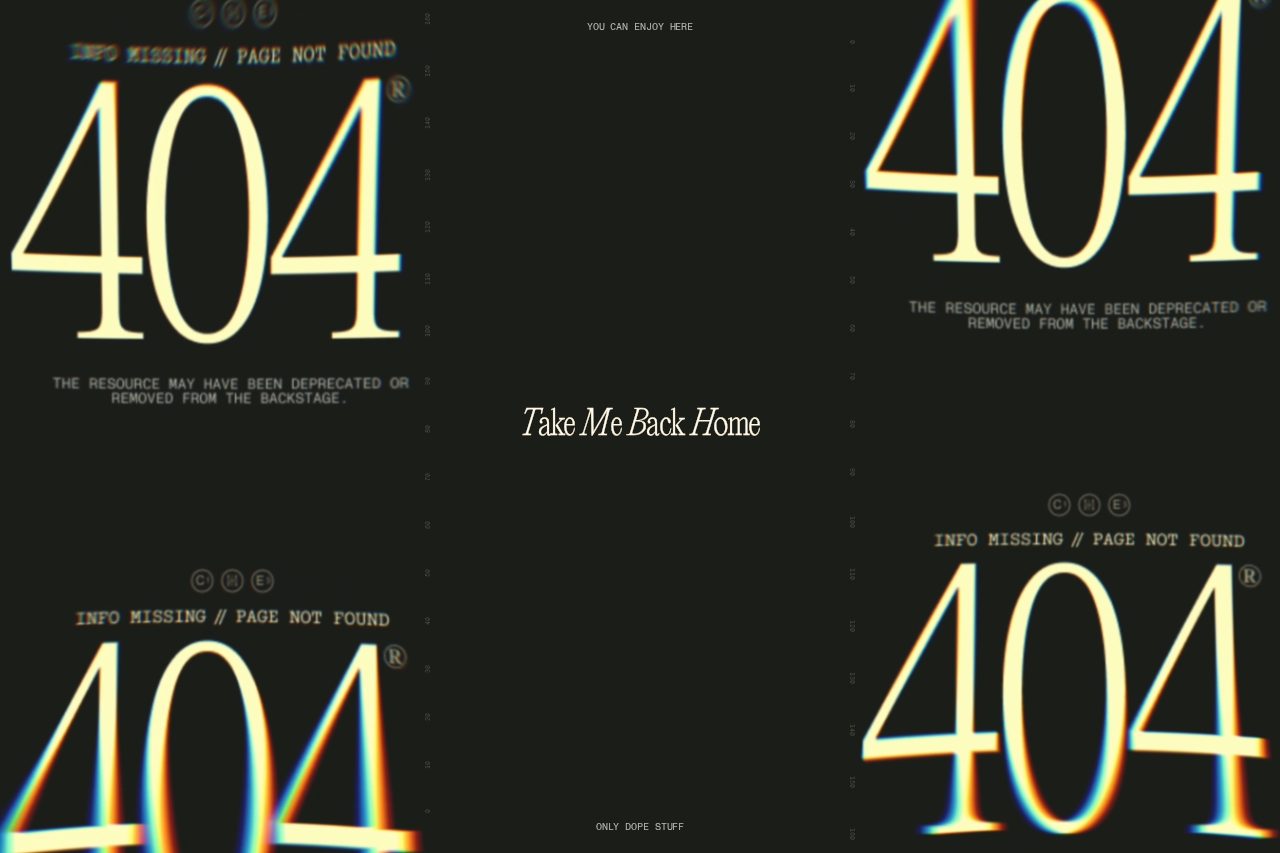 INFO MISSING // PAGE NOT FOUND
404®
THE RESOURCE MAY HAVE BEEN DEPRECATED OR
REMOVED FROM THE BACKSTAGE.
INFO MISSING // PAGE NOT FOUND
404®
YOU CAN ENJOY HERE
Take Me Back Home
ONLY DOPE STUFF
404
THE RESOURCE MAY HAVE BEEN DEPRECATED OR
REMOVED FROM THE BACKSTAGE.
INFO MISSING // PAGE NOT FOUND
404®